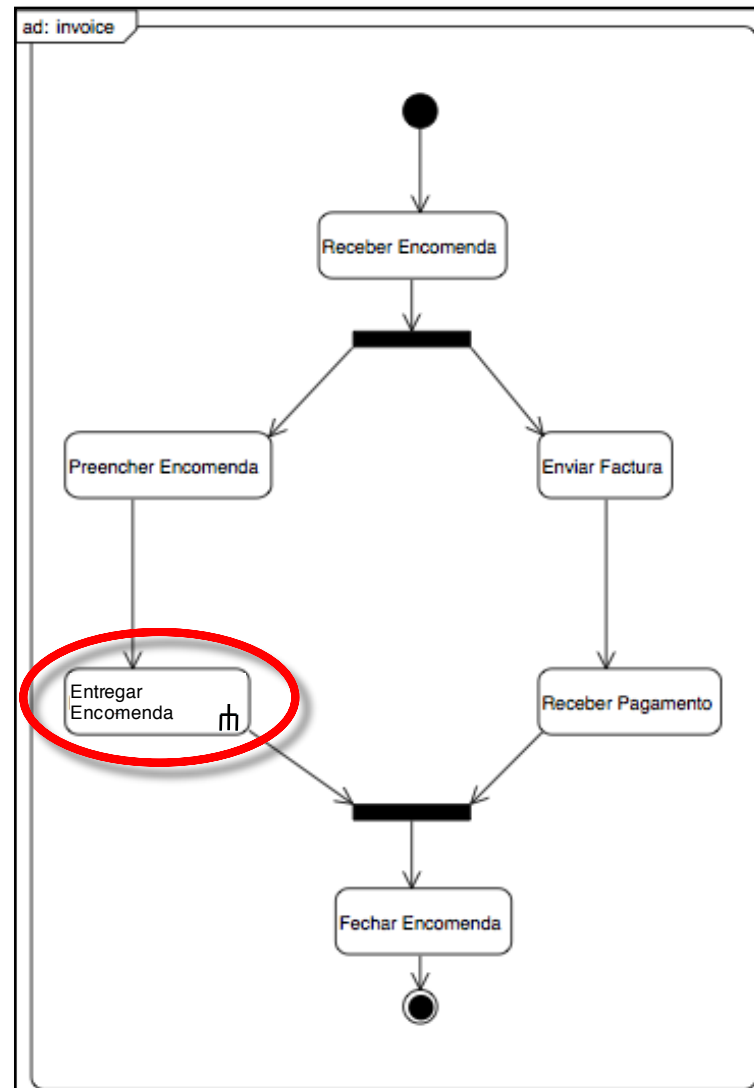 ad: invoice
Receber Encomenda
Preencher Encomenda
Enviar Factura
Entregar
Encomenda
Receber Pagamento
Fechar Encomenda